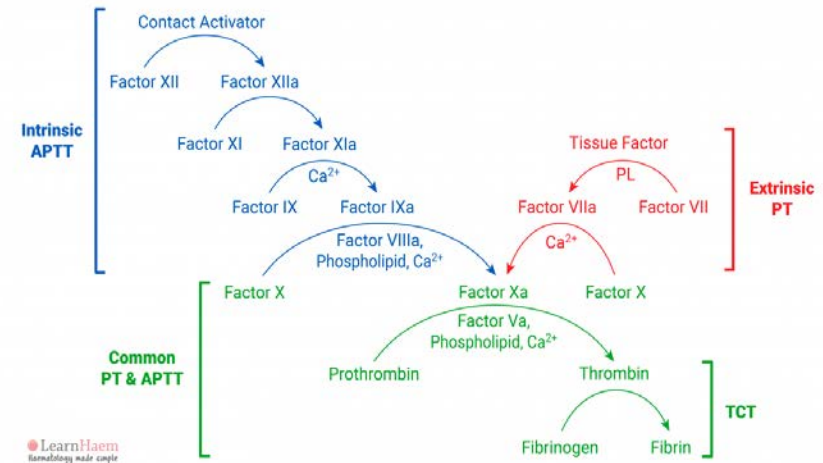 Contact Activator
Factor XII Factor XIIa
Intrinsic
APTT
Factor XI Factor XIa
Ca²⁺
Factor IX Factor IXa
Factor VIIIa,
Phospholipid, Ca²⁺
Tissue Factor
PL
Factor VIIa Factor VII
Ca²⁺
Extrinsic
PT
Factor X Factor Xa Factor X
Factor Va,
Phospholipid, Ca²⁺
Common
PT & APTT
Prothrombin Thrombin
TCT
Fibrinogen Fibrin
LearnHaem
Haematology made simple